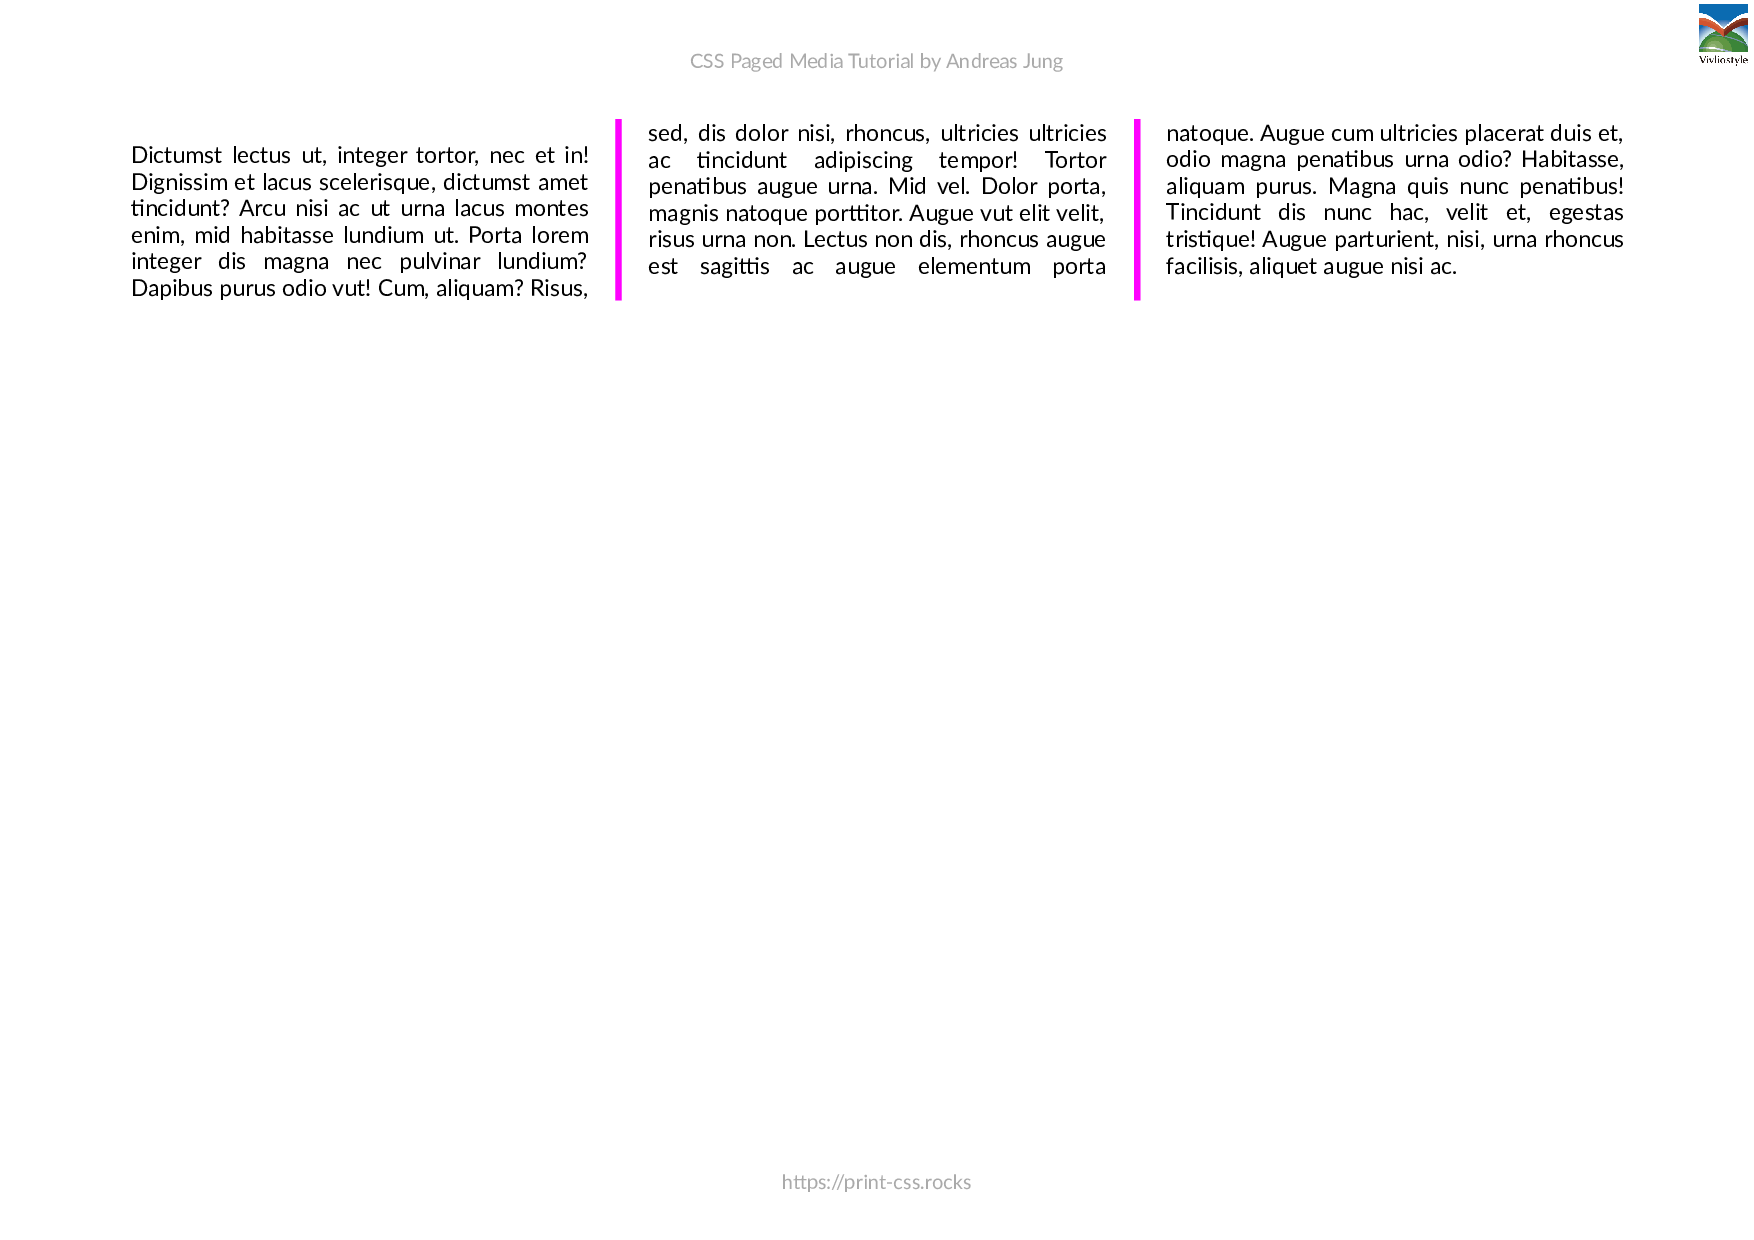 CSS Paged Media Tutorial by Andreas Jung
Vivliostyle
Dictumst lectus ut, integer tortor, nec et in!
Dignissim et lacus scelerisque, dictumst amet
tincidunt? Arcu nisi ac ut urna lacus montes
enim, mid habitasse lundium ut. Porta lorem
integer dis magna nec pulvinar lundium?
Dapibus purus odio vut! Cum, aliquam? Risus,
sed, dis dolor nisi, rhoncus, ultricies ultricies
ac tincidunt adipiscing tempor! Tortor
penatibus augue urna. Mid vel. Dolor porta,
magnis natoque porttitor. Augue vut elit velit,
risus urna non. Lectus non dis, rhoncus augue
est sagittis ac augue elementum porta
natoque. Augue cum ultricies placerat duis et,
odio magna penatibus urna odio? Habitasse,
aliquam purus. Magna quis nunc penatibus!
Tincidunt dis nunc hac, velit et, egestas
tristique! Augue parturient, nisi, urna rhoncus
facilisis, aliquet augue nisi ac.
https://print-css.rocks